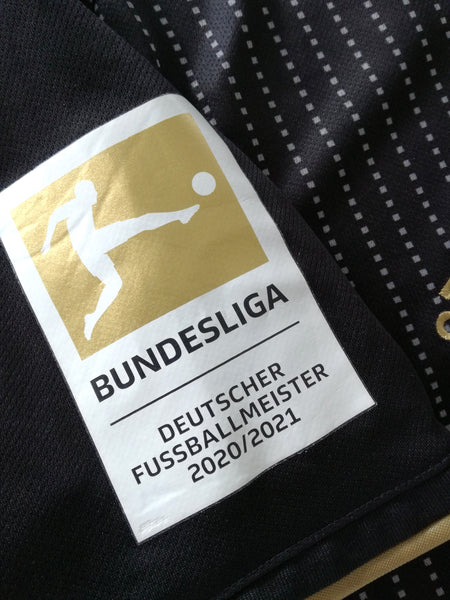 BUNDESLIGA
DEUTSCHER
FUSSBALLMEISTER
2020/2021